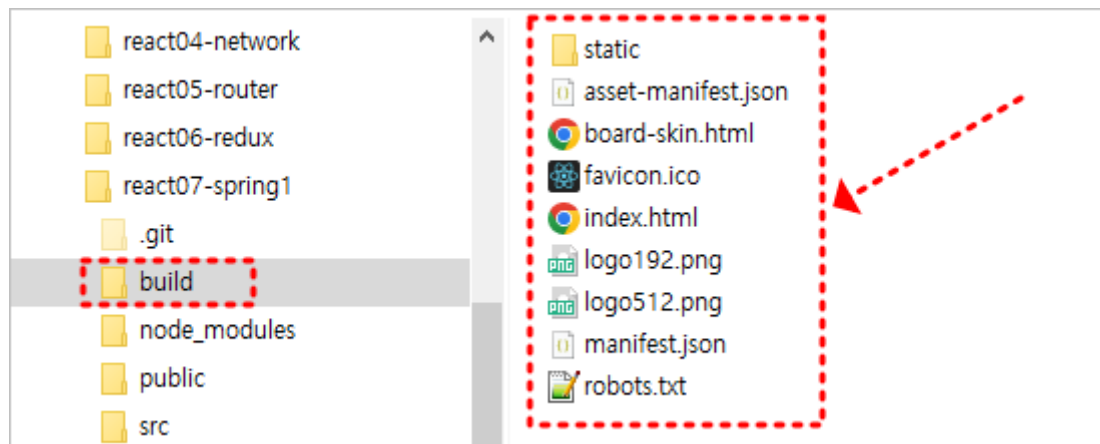 react04-network
react05-router
react06-redux
react07-spring1
.git
build
node_modules
public
src
static
asset-manifest.json
board-skin.html
favicon.ico
index.html
logo192.png
logo512.png
manifest.json
robots.txt